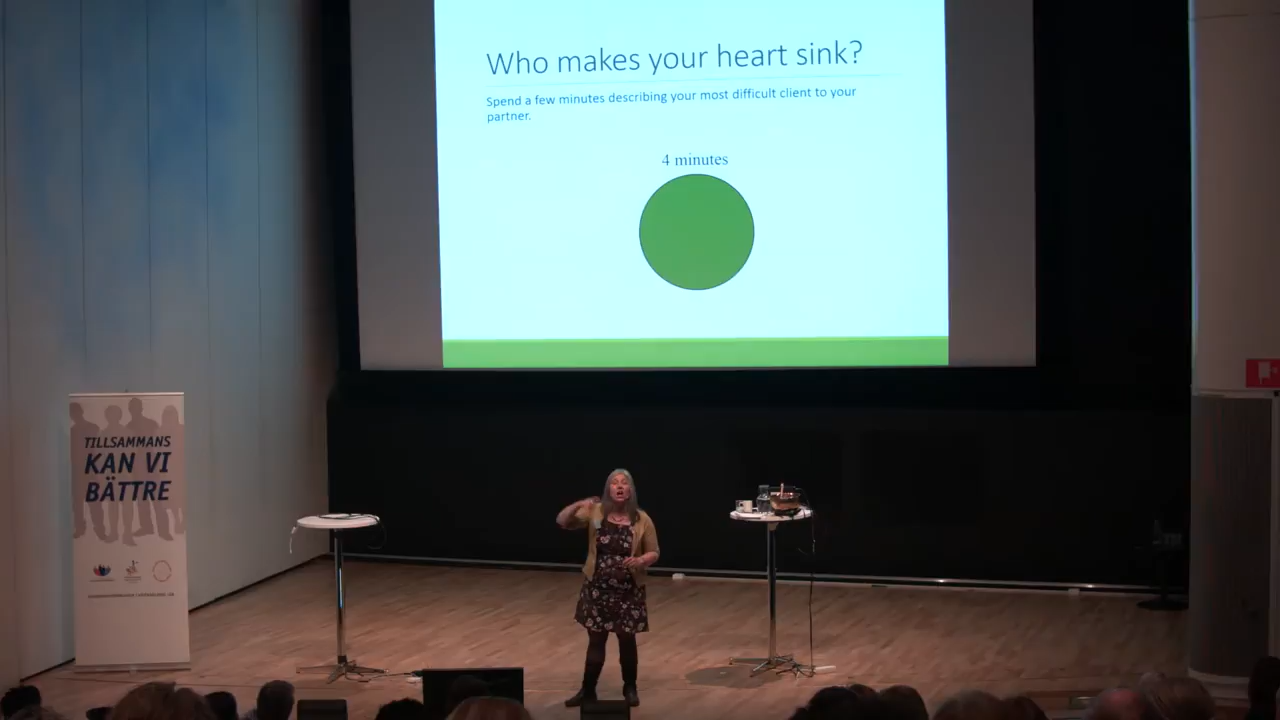 Who makes your heart sink?
Spend a few minutes describing your most difficult client to your
partner.
4 minutes
TILLSAMMANS
KAN VI
BÄTTRE